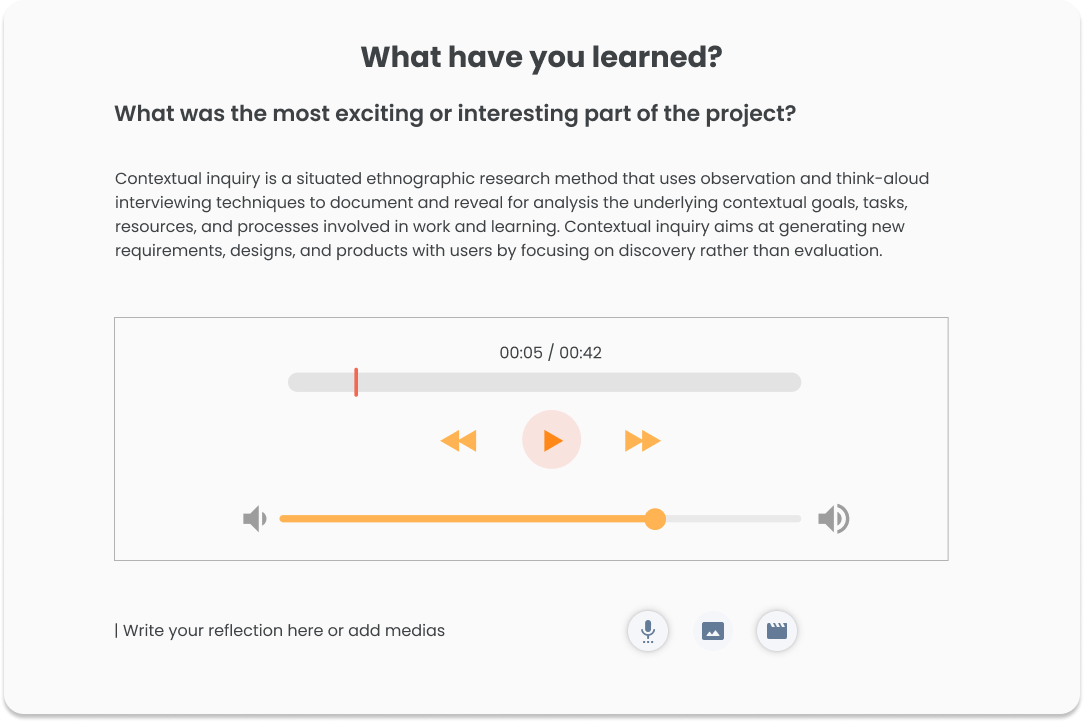 What have you learned?
What was the most exciting or interesting part of the project?
Contextual inquiry is a situated ethnographic research method that uses observation and think-aloud
interviewing techniques to document and reveal for analysis the underlying contextual goals, tasks,
resources, and processes involved in work and learning. Contextual inquiry aims at generating new
requirements, designs, and products with users by focusing on discovery rather than evaluation.
00:05 / 00:42
| Write your reflection here or add medias